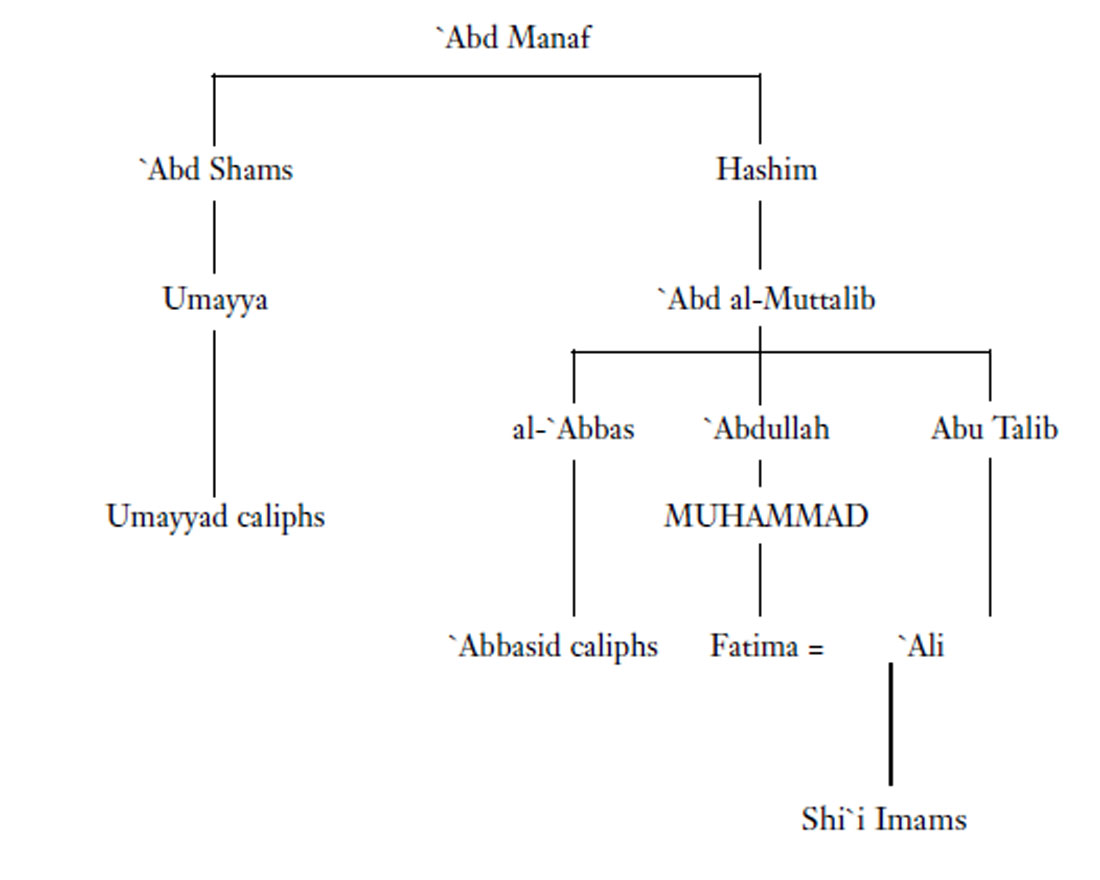 `Abd Manaf
`Abd Shams Hashim
Umayya `Abd al-Muttalib
al-`Abbas `Abdullah Abu Talib
Umayyad caliphs MUHAMMAD
`Abbasid caliphs Fatima = `Ali
Shi`i Imams